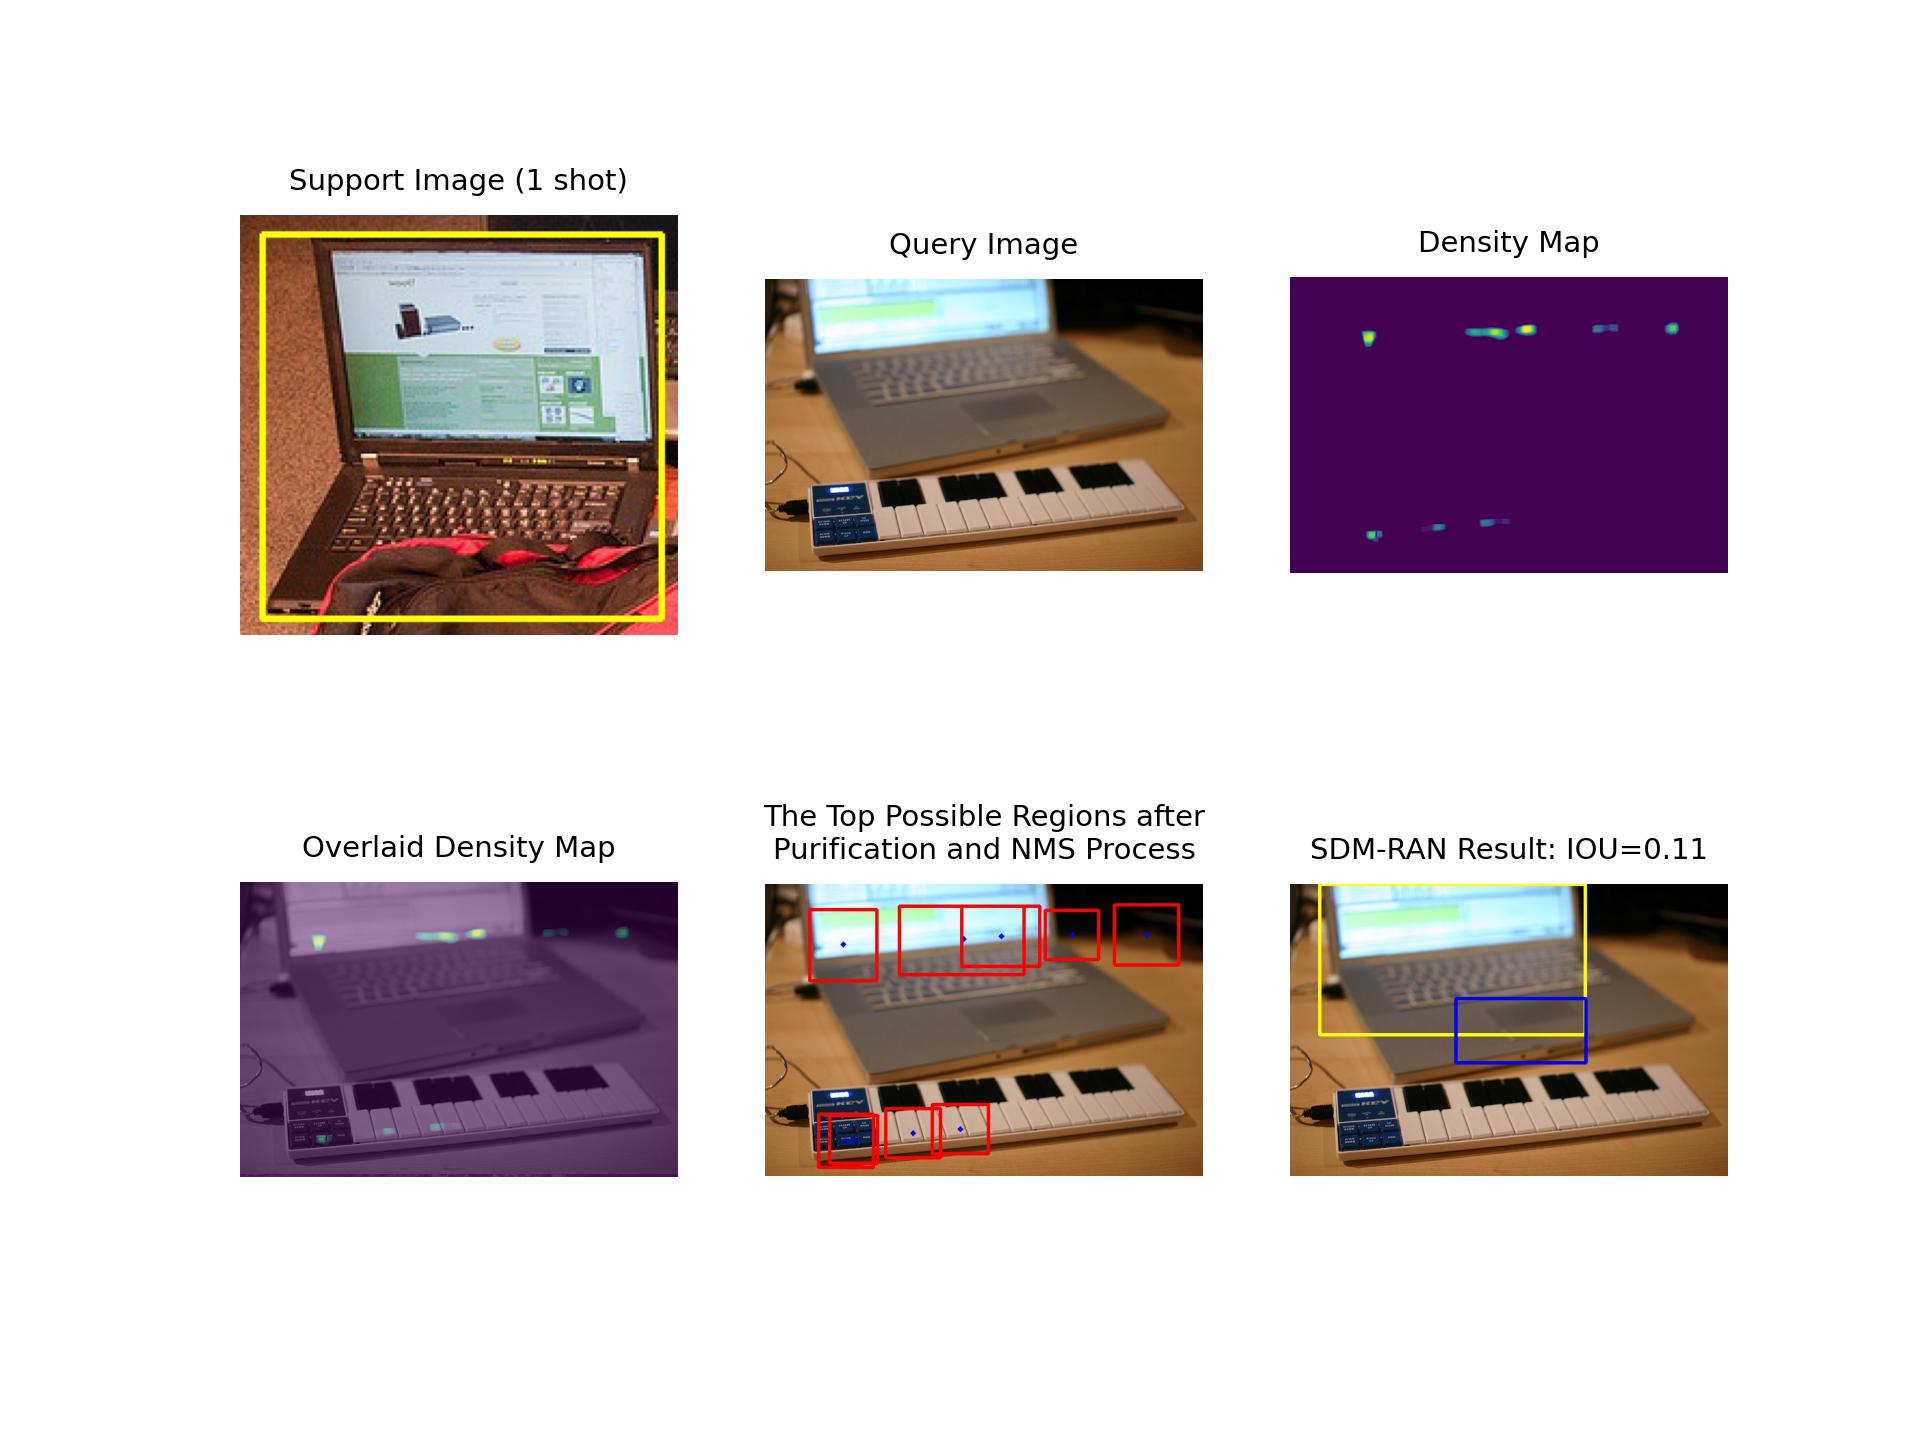 Support Image (1 shot)
Query Image
Density Map
woot!
Overlaid Density Map
The Top Possible Regions after
Purification and NMS Process
SDM-RAN Result: IOU=0.11